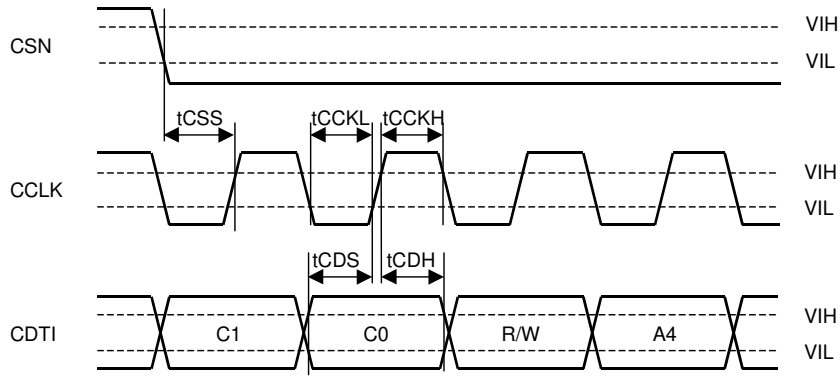 CSN
VIH
VIL
tCSS
tCCKL
tCCKH
CCLK
VIH
VIL
tCDS
tCDH
CDTI
C1
C0
R/W
A4
VIH
VIL